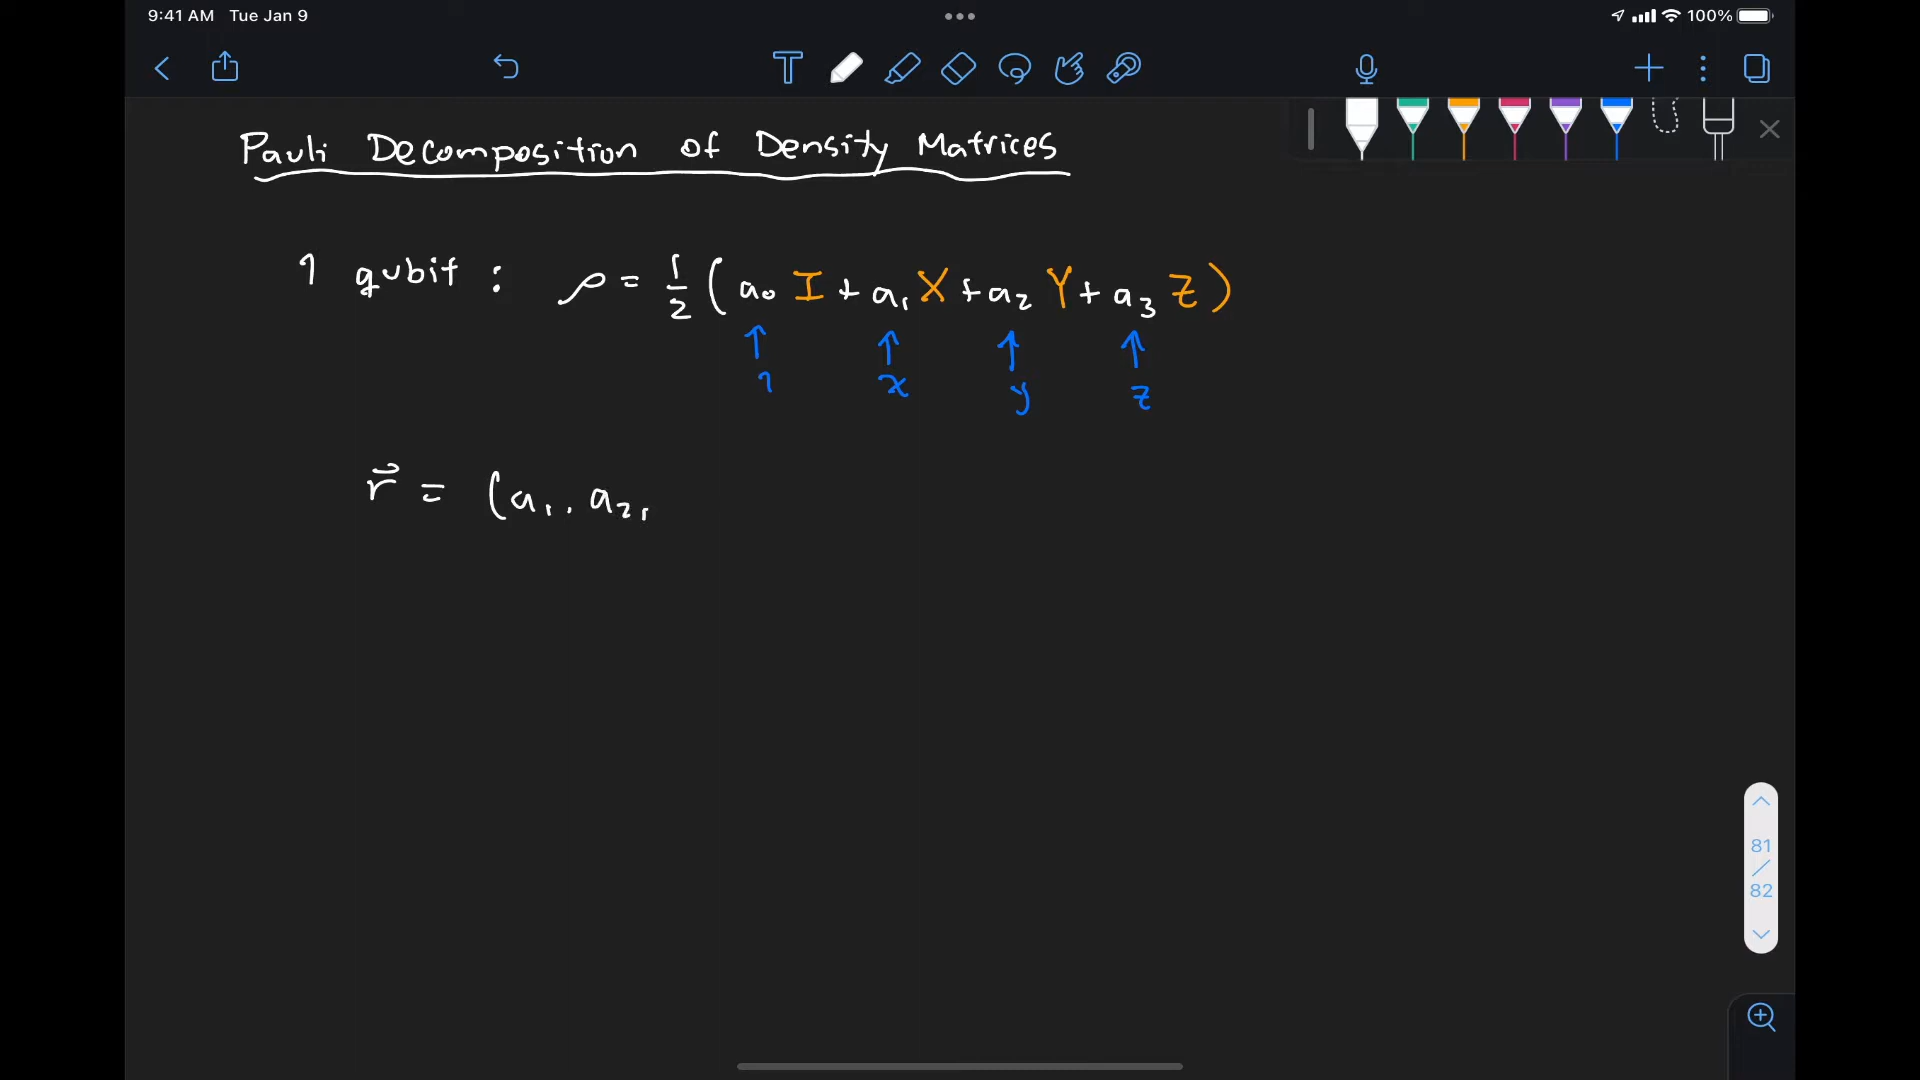 9:41 AM Tue Jan 9 100%
Pauli Decomposition of Density Matrices
1 qubit : ρ = 1/2 (a₀ I + a₁ X + a₂ Y + a₃ Z)
↑ ↑ ↑ ↑
1 x y z
r⃗ = (a₁, a₂,
81
/
82